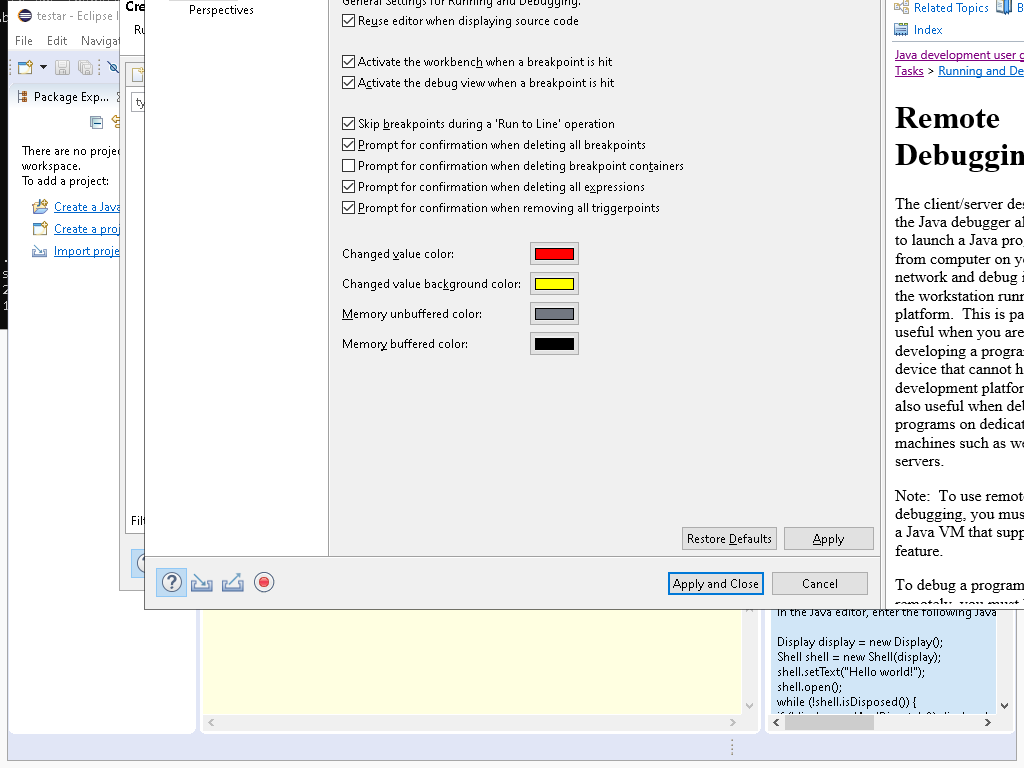 testar - Eclipse I
File Edit Naviga
Package Exp...
There are no proje
workspace.
To add a project:
Create a Java
Create a proj
Import proje
Cre
Ru
ty
Filt
Perspectives
General Settings for Running and Debugging.
Reuse editor when displaying source code
Activate the workbench when a breakpoint is hit
Activate the debug view when a breakpoint is hit
Skip breakpoints during a 'Run to Line' operation
Prompt for confirmation when deleting all breakpoints
Prompt for confirmation when deleting breakpoint containers
Prompt for confirmation when deleting all expressions
Prompt for confirmation when removing all triggerpoints
Changed value color:
Changed value background color:
Memory unbuffered color:
Memory buffered color:
Restore Defaults
Apply
Apply and Close
Cancel
Related Topics B
Index
Java development user g
Tasks > Running and De
Remote
Debuggin
The client/server des
the Java debugger al
to launch a Java prog
from computer on yo
network and debug i
the workstation runn
platform. This is pa
useful when you are
developing a program
device that cannot h
development platfor
also useful when deb
programs on dedicat
machines such as we
servers.
Note: To use remote
debugging, you mus
a Java VM that supp
feature.
To debug a program
remotely, you must
In the Java editor, enter the following Java
Display display = new Display();
Shell shell = new Shell(display);
shell.setText("Hello world!");
shell.open();
while (!shell.isDisposed()) {